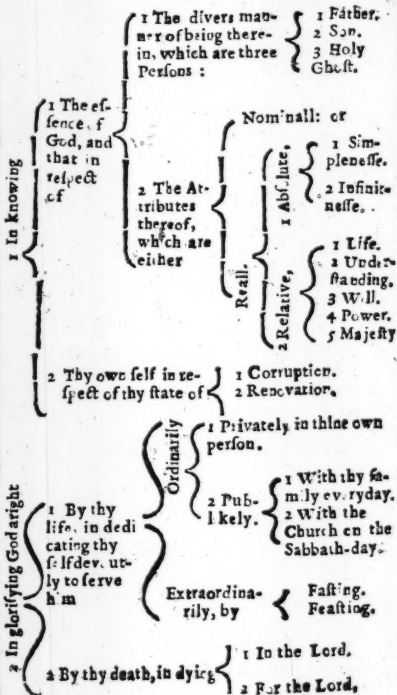 1 In knowing
1 The es-
sence of
God, and
that in
respect
of
1 The divers man-
ner of being there-
in, which are three
Persons :
1 Father.
2 Son.
3 Holy
Ghost.
2 The At-
tributes
thereof,
which are
either
Nominall: or
Reall.
1 Absolute,
1 Sim-
plenesse.
2 Infinit-
nesse.
2 Relative,
1 Life.
2 Under-
standing.
3 Will.
4 Power.
5 Majesty
2 Thy own self in re-
spect of thy state of
1 Corruption.
2 Renovation.
2 In glorifying God aright
1 By thy
life, in dedi
cating thy
self devout-
ly to serve
him
Ordinarily
1 Privately in thine own
person.
2 Pub-
likely.
1 With thy fa-
mily every day.
2 With the
Church on the
Sabbath-day.
Extraordina-
rily, by
Fasting.
Feasting.
2 By thy death, in dying
1 In the Lord.
2 For the Lord,